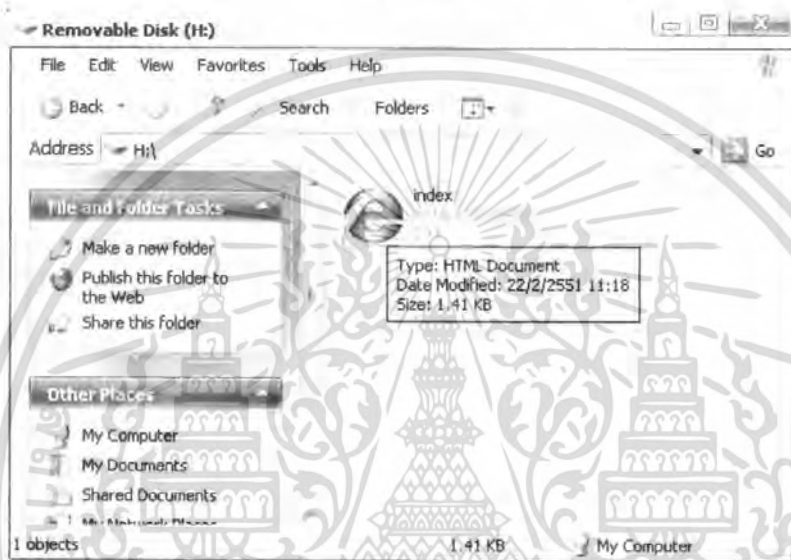 Removable Disk (H:)
File Edit View Favorites Tools Help
Back Search Folders
Address H:\ Go
File and Folder Tasks
Make a new folder
Publish this folder to
the Web
Share this folder
Other Places
My Computer
My Documents
Shared Documents
My Network Places
index
Type: HTML Document
Date Modified: 22/2/2551 11:18
Size: 1.41 KB
1 objects 1.41 KB My Computer